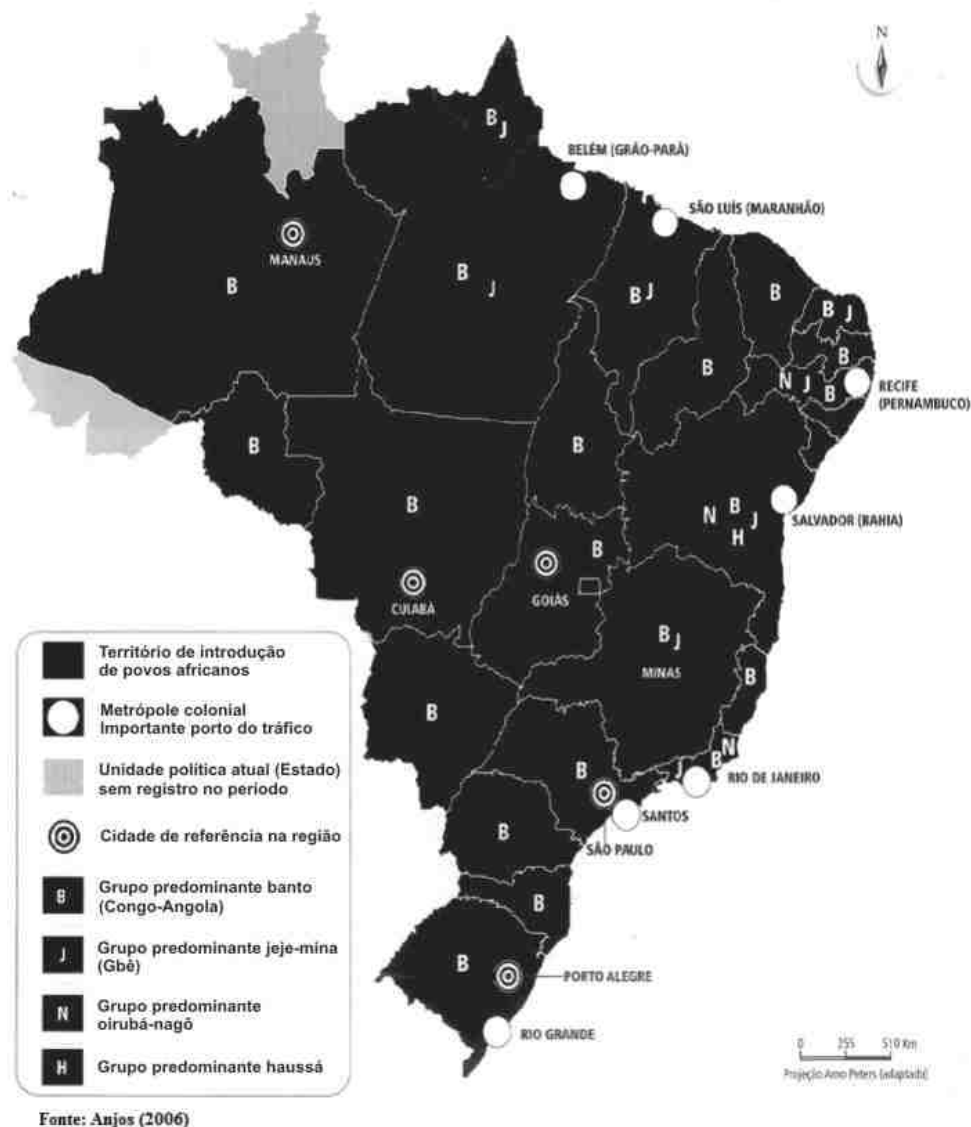 N
B
J
BELÉM (GRÃO-PARÁ)
SÃO LUÍS (MARANHÃO)
MANAUS
B
B
J
B J
B
B J
B
B
N J B
RECIFE
(PERNAMBUCO)
B
B
B
N B J
H
SALVADOR (BAHIA)
B
CUIABÁ
GOIÁS
B J
MINAS
B
B
N
B
J
RIO DE JANEIRO
B
SANTOS
SÃO PAULO
B
B
B
PORTO ALEGRE
RIO GRANDE
Território de introdução
de povos africanos
Metrópole colonial
Importante porto do tráfico
Unidade política atual (Estado)
sem registro no período
Cidade de referência na região
B Grupo predominante banto
(Congo-Angola)
J Grupo predominante jeje-mina
(Gbê)
N Grupo predominante
oirubá-nagô
H Grupo predominante haussá
0 255 510 Km
Projeção Arno Peters (adaptado)
Fonte: Anjos (2006)